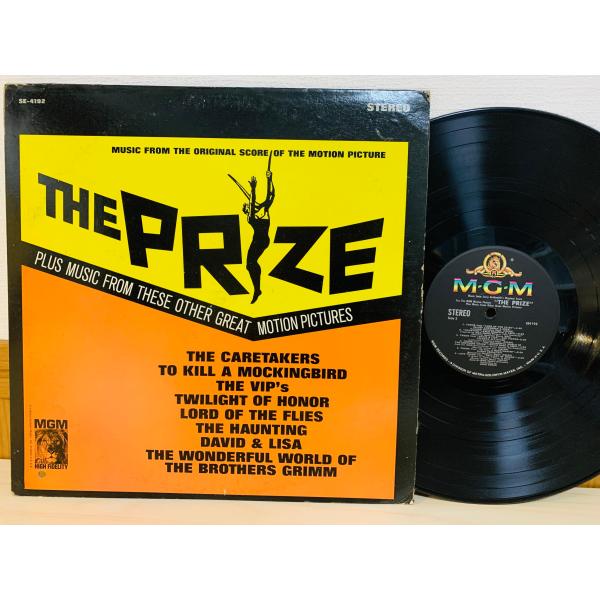 SE-4192
STEREO
MUSIC FROM THE ORIGINAL SCORE OF THE MOTION PICTURE
THE PRIZE
PLUS MUSIC FROM THESE OTHER GREAT MOTION PICTURES
THE CARETAKERS
TO KILL A MOCKINGBIRD
THE VIP's
TWILIGHT OF HONOR
LORD OF THE FLIES
THE HAUNTING
DAVID & LISA
THE WONDERFUL WORLD OF
THE BROTHERS GRIMM
MGM
HIGH FIDELITY
M-G-M
"THE PRIZE"
STEREO